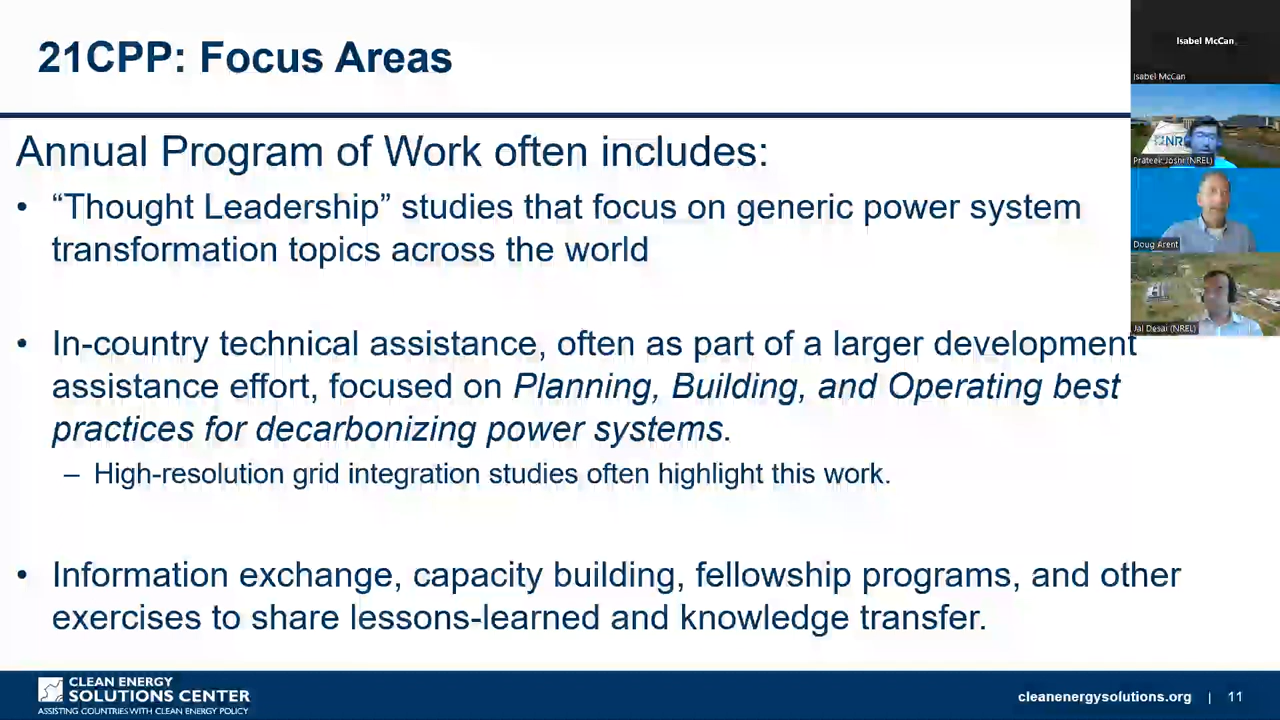 21CPP: Focus Areas
Annual Program of Work often includes:
• “Thought Leadership” studies that focus on generic power system
transformation topics across the world
• In-country technical assistance, often as part of a larger development
assistance effort, focused on Planning, Building, and Operating best
practices for decarbonizing power systems.
– High-resolution grid integration studies often highlight this work.
• Information exchange, capacity building, fellowship programs, and other
exercises to share lessons-learned and knowledge transfer.
Isabel McCan
Isabel McCan
Prateek Joshi (NREL)
Doug Arent
Jal Desai (NREL)
CLEAN ENERGY
SOLUTIONS CENTER
ASSISTING COUNTRIES WITH CLEAN ENERGY POLICY
cleanenergysolutions.org | 11